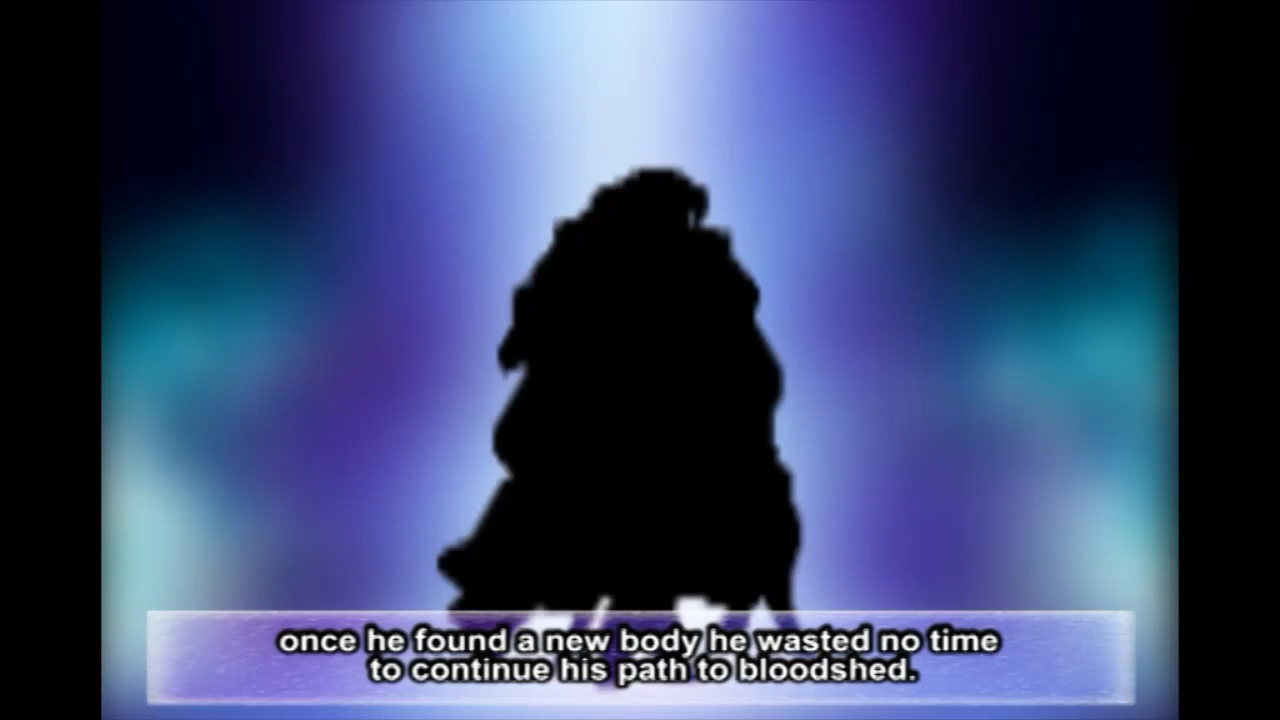 once he found a new body he wasted no time
to continue his path to bloodshed.